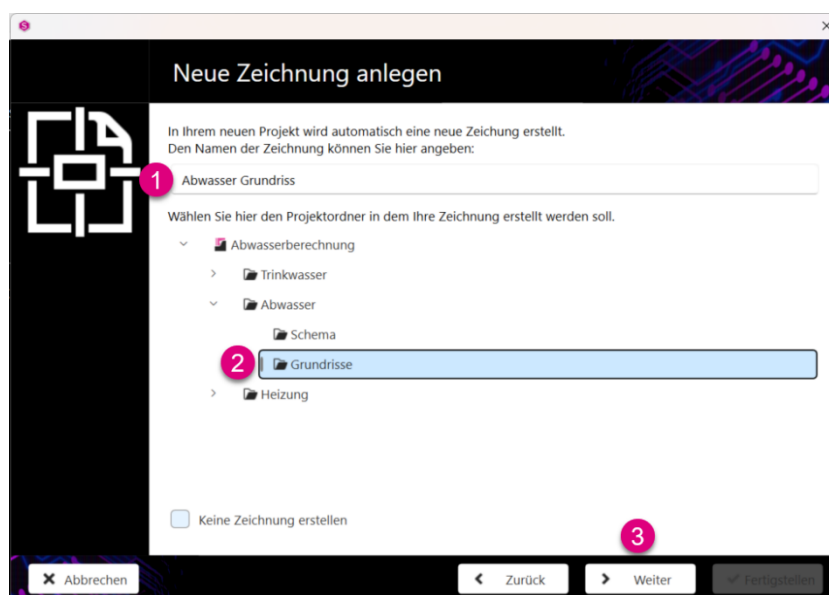 Neue Zeichnung anlegen
In Ihrem neuen Projekt wird automatisch eine neue Zeichung erstellt.
Den Namen der Zeichnung können Sie hier angeben:
1 Abwasser Grundriss
Wählen Sie hier den Projektordner in dem Ihre Zeichnung erstellt werden soll.
Abwasserberechnung
Trinkwasser
Abwasser
Schema
2 Grundrisse
Heizung
Keine Zeichnung erstellen
3
Abbrechen Zurück Weiter Fertigstellen